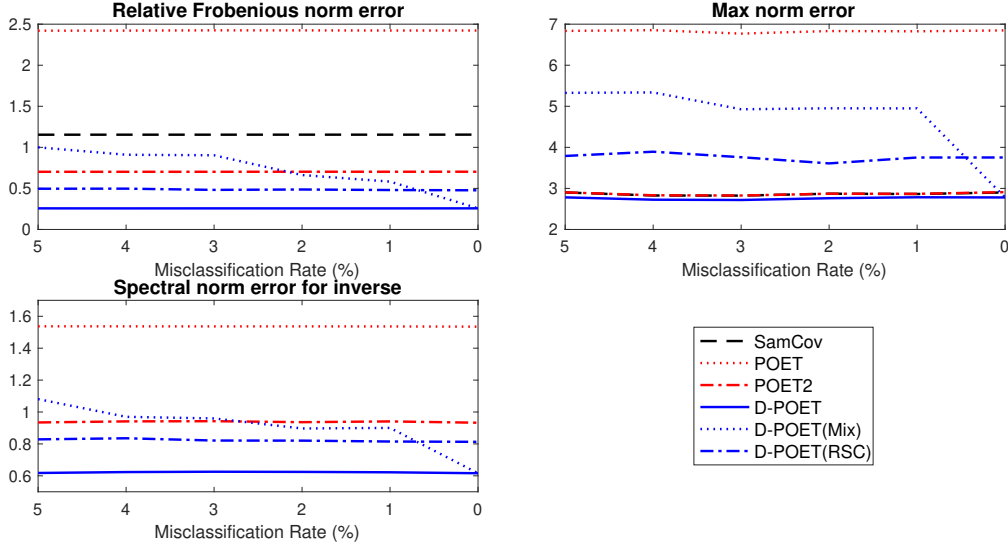 Relative Frobenious norm error
2.5
2
1.5
1
0.5
0
5 4 3 2 1 0
Misclassification Rate (%)
Max norm error
7
6
5
4
3
2
5 4 3 2 1 0
Misclassification Rate (%)
Spectral norm error for inverse
1.6
1.4
1.2
1
0.8
0.6
5 4 3 2 1 0
Misclassification Rate (%)
SamCov
POET
POET2
D-POET
D-POET(Mix)
D-POET(RSC)